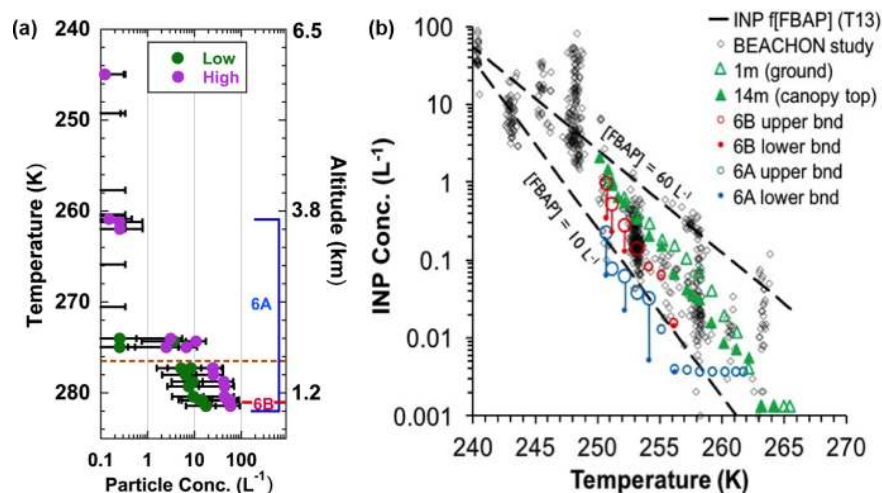 (a)
240
250
260
270
280
Temperature (K)
Low
High
6A
6B
6.5
3.8
1.2
Altitude (km)
0.1
1
10
100
Particle Conc. (L-1)
(b)
100
10
1
0.1
0.01
0.001
INP Conc. (L-1)
[FBAP] = 60 L-1
[FBAP] = 10 L-1
INP f[FBAP] (T13)
BEACHON study
1m (ground)
14m (canopy top)
6B upper bnd
6B lower bnd
6A upper bnd
6A lower bnd
240
245
250
255
260
265
270
Temperature (K)